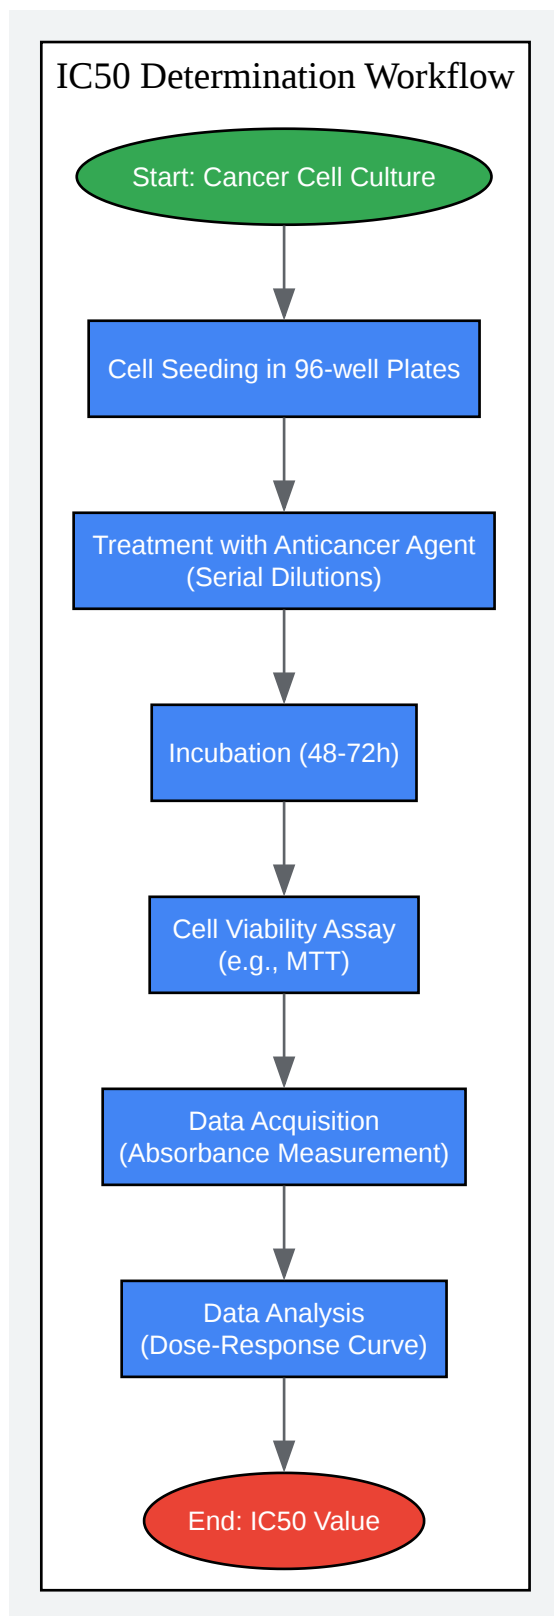 IC50 Determination Workflow
Start: Cancer Cell Culture
Cell Seeding in 96-well Plates
Treatment with Anticancer Agent
(Serial Dilutions)
Incubation (48-72h)
Cell Viability Assay
(e.g., MTT)
Data Acquisition
(Absorbance Measurement)
Data Analysis
(Dose-Response Curve)
End: IC50 Value